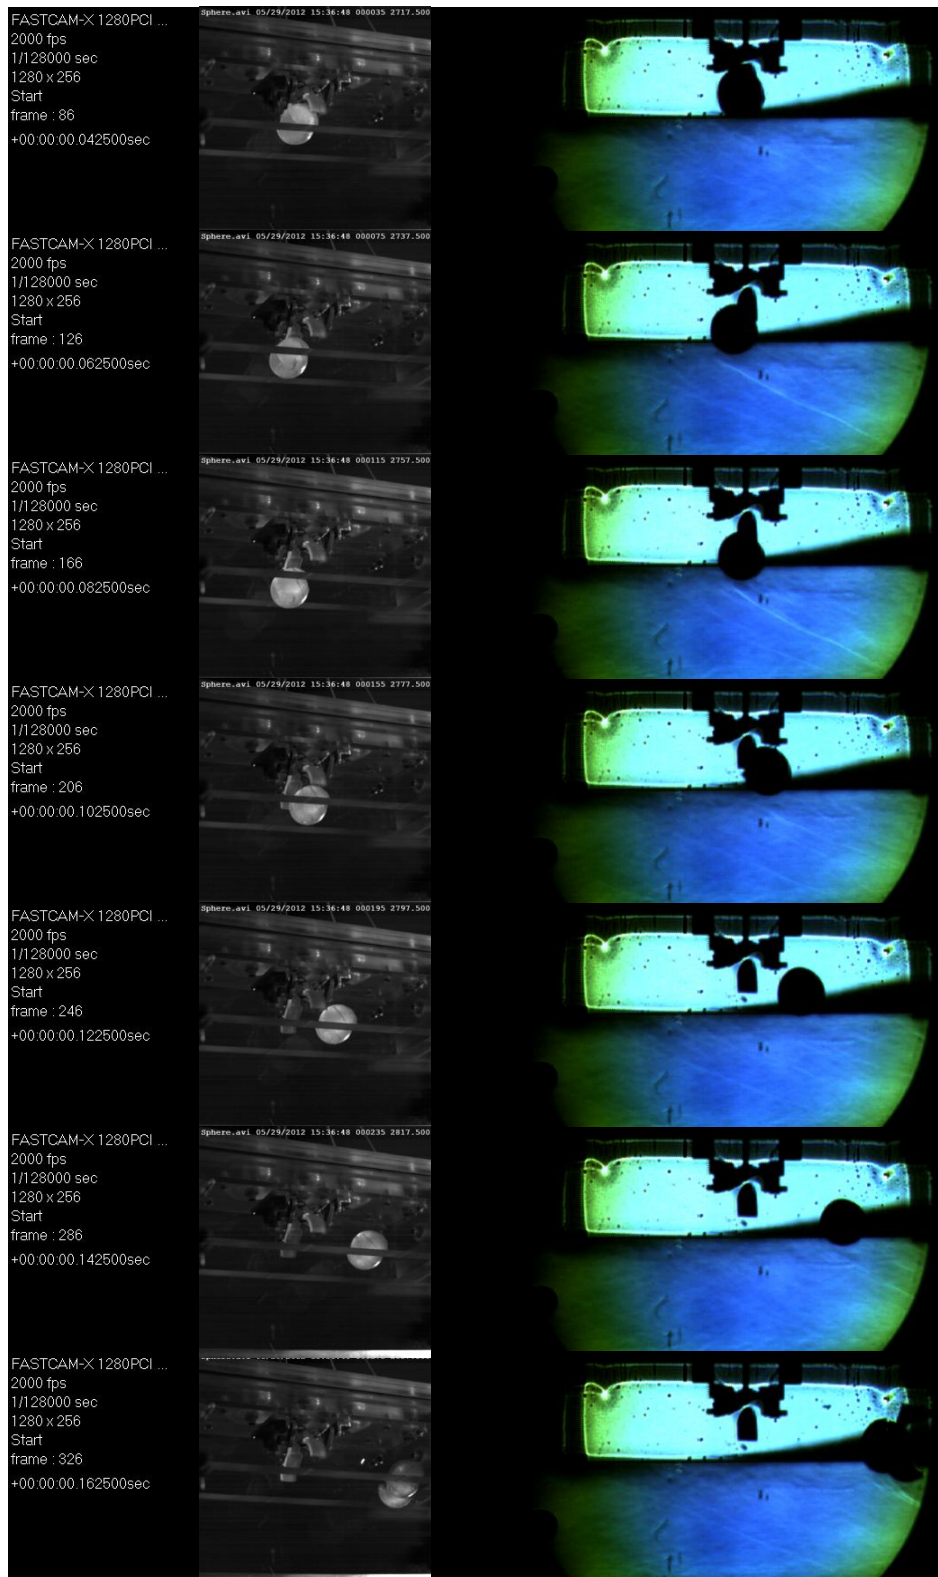 FASTCAM-X 1280PCI ...
2000 fps
1/128000 sec
1280 x 256
Start
frame : 86
+00:00:00.042500sec
Sphere.avi 05/29/2012 15:36:48 000035 2717.500
FASTCAM-X 1280PCI ...
2000 fps
1/128000 sec
1280 x 256
Start
frame : 126
+00:00:00.062500sec
Sphere.avi 05/29/2012 15:36:48 000075 2737.500
FASTCAM-X 1280PCI ...
2000 fps
1/128000 sec
1280 x 256
Start
frame : 166
+00:00:00.082500sec
Sphere.avi 05/29/2012 15:36:48 000115 2757.500
FASTCAM-X 1280PCI ...
2000 fps
1/128000 sec
1280 x 256
Start
frame : 206
+00:00:00.102500sec
Sphere.avi 05/29/2012 15:36:48 000155 2777.500
FASTCAM-X 1280PCI ...
2000 fps
1/128000 sec
1280 x 256
Start
frame : 246
+00:00:00.122500sec
Sphere.avi 05/29/2012 15:36:48 000195 2797.500
FASTCAM-X 1280PCI ...
2000 fps
1/128000 sec
1280 x 256
Start
frame : 286
+00:00:00.142500sec
Sphere.avi 05/29/2012 15:36:48 000235 2817.500
FASTCAM-X 1280PCI ...
2000 fps
1/128000 sec
1280 x 256
Start
frame : 326
+00:00:00.162500sec